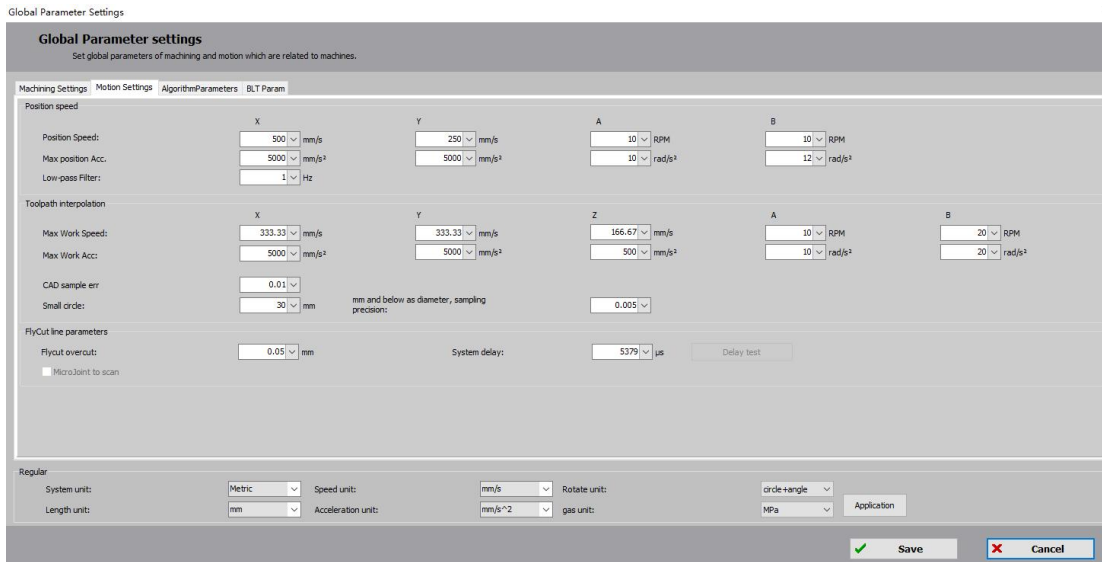 Global Parameter Settings
Global Parameter settings
Set global parameters of machining and motion which are related to machines.
Machining Settings Motion Settings AlgorithmParameters BLT Param
Position speed
X Y A B
Position Speed: 500 mm/s 250 mm/s 10 RPM 10 RPM
Max position Acc. 5000 mm/s² 5000 mm/s² 10 rad/s² 12 rad/s²
Low-pass Filter: 1 Hz
Toolpath interpolation
X Y Z A B
Max Work Speed: 333.33 mm/s 333.33 mm/s 166.67 mm/s 10 RPM 20 RPM
Max Work Acc: 5000 mm/s² 5000 mm/s² 500 mm/s² 10 rad/s² 20 rad/s²
CAD sample err 0.01
Small circle: 30 mm mm and below as diameter, sampling precision: 0.005
FlyCut line parameters
Flycut overcut: 0.05 mm System delay: 5379 μs Delay test
MicroJoint to scan
Regular
System unit: Metric Speed unit: mm/s Rotate unit: circle+angle
Length unit: mm Acceleration unit: mm/s^2 gas unit: MPa Application
Save Cancel